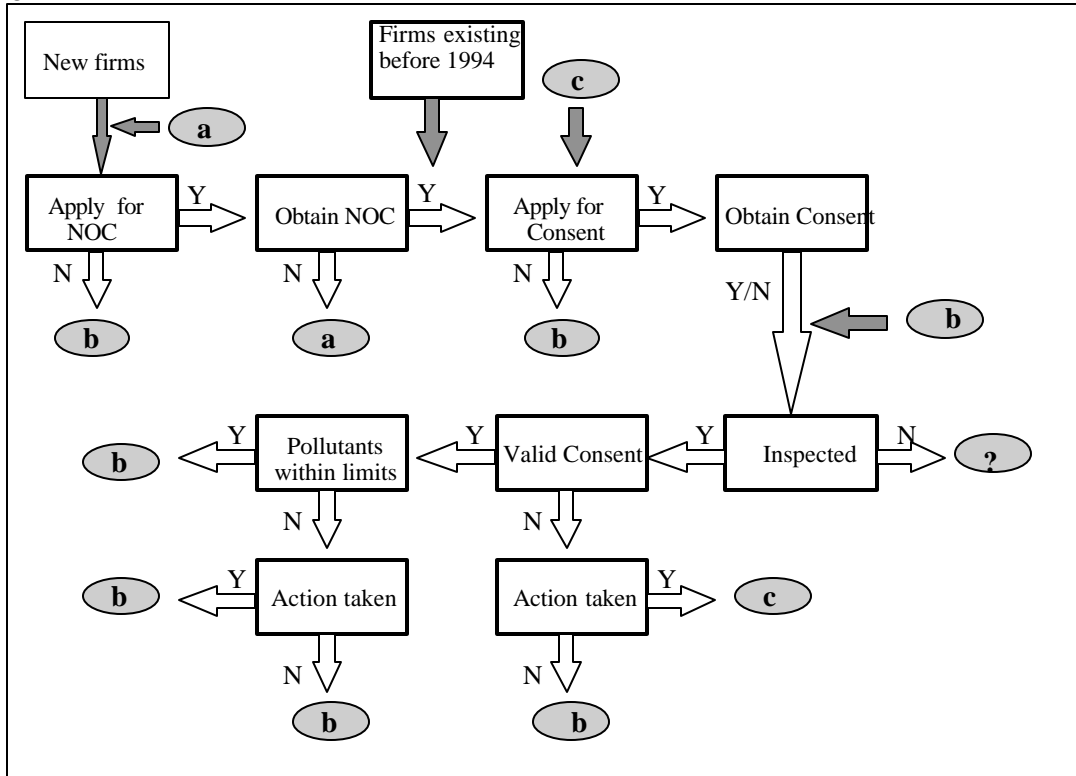 New firms
Firms existing
before 1994
c
a
Apply for
NOC
Y
Obtain NOC
Y
Apply for
Consent
Y
Obtain Consent
N
N
N
Y/N
b
a
b
b
b
Y
Pollutants
within limits
Y
Valid Consent
Y
Inspected
N
?
N
N
b
Y
Action taken
Action taken
Y
c
N
N
b
b